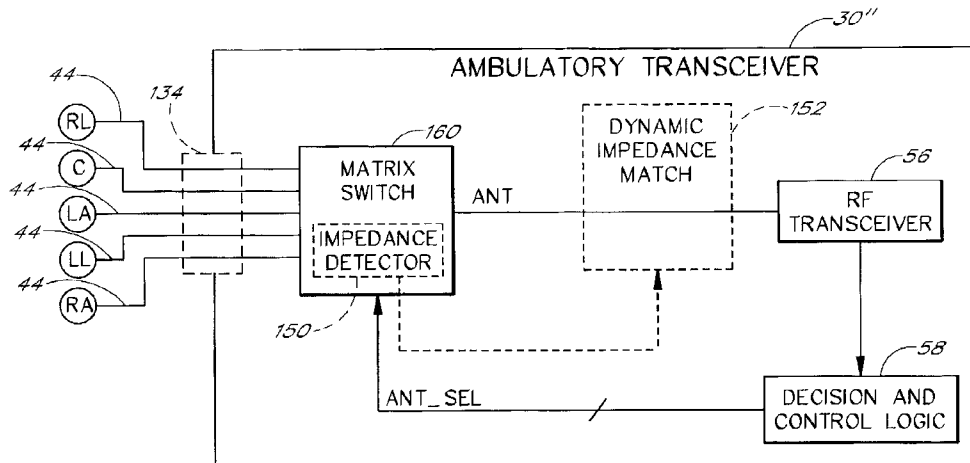 30"
AMBULATORY TRANSCEIVER
44
134
RL
160
152
44
C
MATRIX
SWITCH
DYNAMIC
IMPEDANCE
MATCH
56
44
LA
ANT
RF
TRANSCEIVER
44
LL
IMPEDANCE
DETECTOR
44
RA
150
58
ANT_SEL
DECISION AND
CONTROL LOGIC